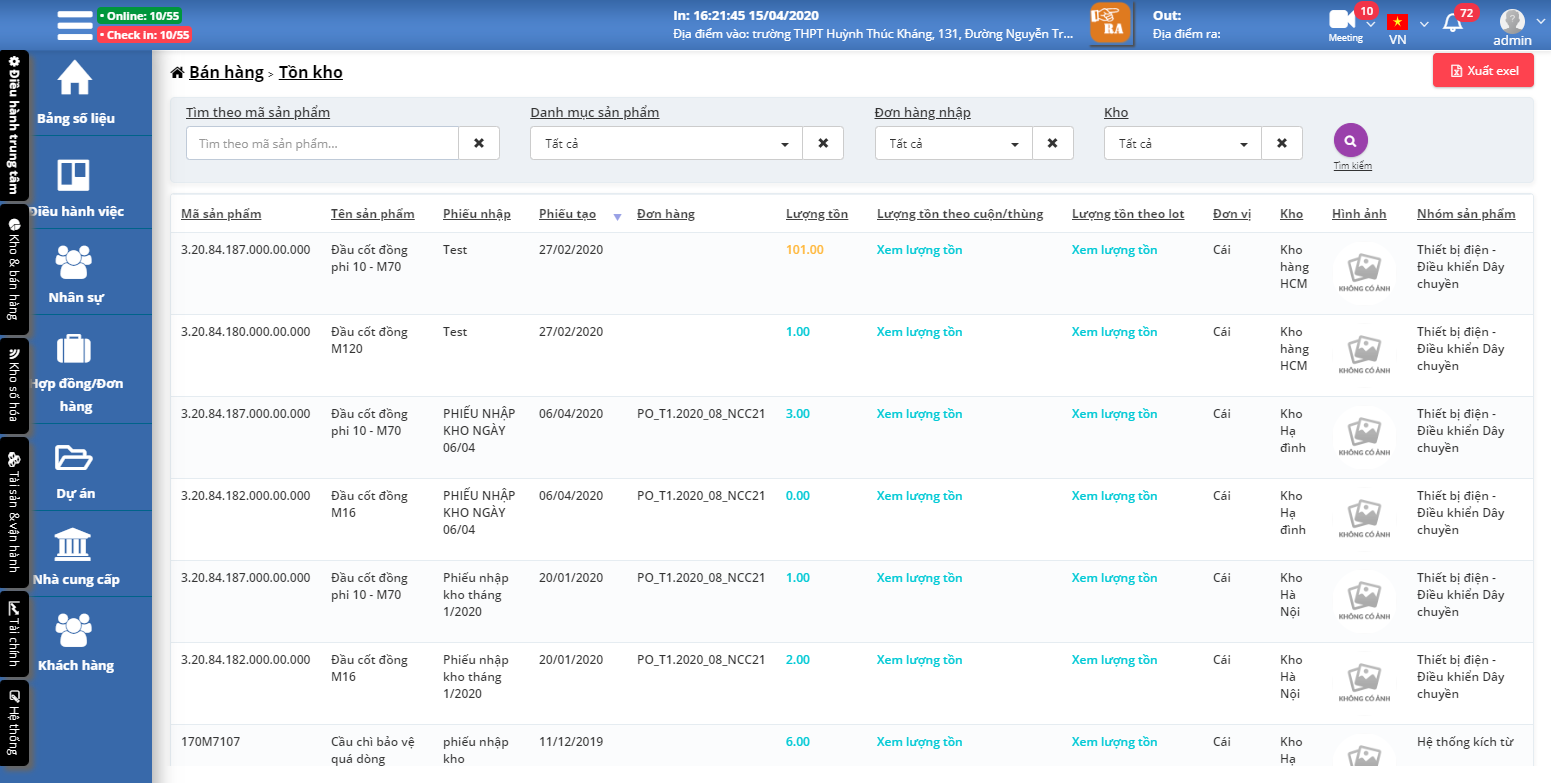 • Online: 10/55
• Check In: 10/55
In: 16:21:45 15/04/2020
Địa điểm vào: trường THPT Huỳnh Thúc Kháng, 131, Đường Nguyễn Tr...
RA
Out:
Địa điểm ra:
10
Meeting
VN
72
admin
Điều hành trung tâm
Kho & bán hàng
Kho số hóa
Tài sản & vận hành
Tài chính
Hệ thống
Bảng số liệu
Điều hành việc
Nhân sự
Hợp đồng/Đơn
hàng
Dự án
Nhà cung cấp
Khách hàng
Bán hàng > Tồn kho
Xuất exel
Tìm theo mã sản phẩm Danh mục sản phẩm Đơn hàng nhập Kho
Tìm theo mã sản phẩm... Tất cả Tất cả Tất cả
Tìm kiếm
Mã sản phẩm Tên sản phẩm Phiếu nhập Phiếu tạo Đơn hàng Lượng tồn Lượng tồn theo cuộn/thùng Lượng tồn theo lot Đơn vị Kho Hình ảnh Nhóm sản phẩm
3.20.84.187.000.00.000 Đầu cốt đồng Test 27/02/2020 101.00 Xem lượng tồn Xem lượng tồn Cái Kho Thiết bị điện -
phi 10 - M70 hàng Điều khiển Dây
HCM KHÔNG CÓ ẢNH chuyền
3.20.84.180.000.00.000 Đầu cốt đồng Test 27/02/2020 1.00 Xem lượng tồn Xem lượng tồn Cái Kho Thiết bị điện -
M120 hàng Điều khiển Dây
HCM KHÔNG CÓ ẢNH chuyền
3.20.84.187.000.00.000 Đầu cốt đồng PHIẾU NHẬP 06/04/2020 PO_T1.2020_08_NCC21 3.00 Xem lượng tồn Xem lượng tồn Cái Kho Thiết bị điện -
phi 10 - M70 KHO NGÀY Hạ Điều khiển Dây
06/04 đình KHÔNG CÓ ẢNH chuyền
3.20.84.182.000.00.000 Đầu cốt đồng PHIẾU NHẬP 06/04/2020 PO_T1.2020_08_NCC21 0.00 Xem lượng tồn Xem lượng tồn Cái Kho Thiết bị điện -
M16 KHO NGÀY Hạ Điều khiển Dây
06/04 đình KHÔNG CÓ ẢNH chuyền
3.20.84.187.000.00.000 Đầu cốt đồng Phiếu nhập 20/01/2020 PO_T1.2020_08_NCC21 1.00 Xem lượng tồn Xem lượng tồn Cái Kho Thiết bị điện -
phi 10 - M70 kho tháng Hà Điều khiển Dây
1/2020 Nội KHÔNG CÓ ẢNH chuyền
3.20.84.182.000.00.000 Đầu cốt đồng Phiếu nhập 20/01/2020 PO_T1.2020_08_NCC21 2.00 Xem lượng tồn Xem lượng tồn Cái Kho Thiết bị điện -
M16 kho tháng Hà Điều khiển Dây
1/2020 Nội KHÔNG CÓ ẢNH chuyền
170M7107 Cầu chì bảo vệ phiếu nhập 11/12/2019 6.00 Xem lượng tồn Xem lượng tồn Cái Kho Hệ thống kích từ
quá dòng kho Hạ